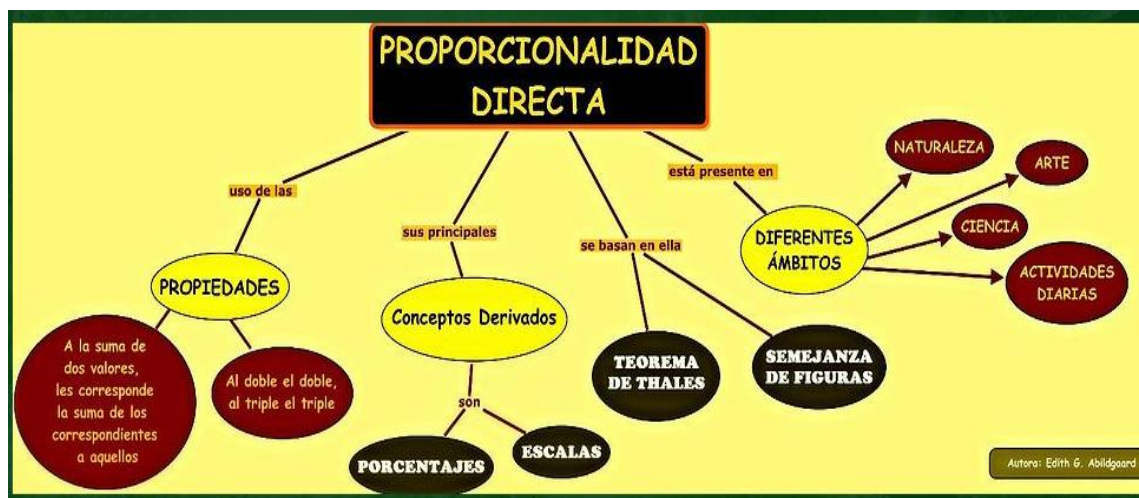 PROPORCIONALIDAD
DIRECTA
uso de las
PROPIEDADES
A la suma de
dos valores,
les corresponde
la suma de los
correspondientes
a aquellos
Al doble el doble,
al triple el triple
sus principales
Conceptos Derivados
son
PORCENTAJES
ESCALAS
se basan en ella
TEOREMA
DE THALES
SEMEJANZA
DE FIGURAS
está presente en
DIFERENTES
ÁMBITOS
NATURALEZA
ARTE
CIENCIA
ACTIVIDADES
DIARIAS
Autora: Edith G. Abildgaard